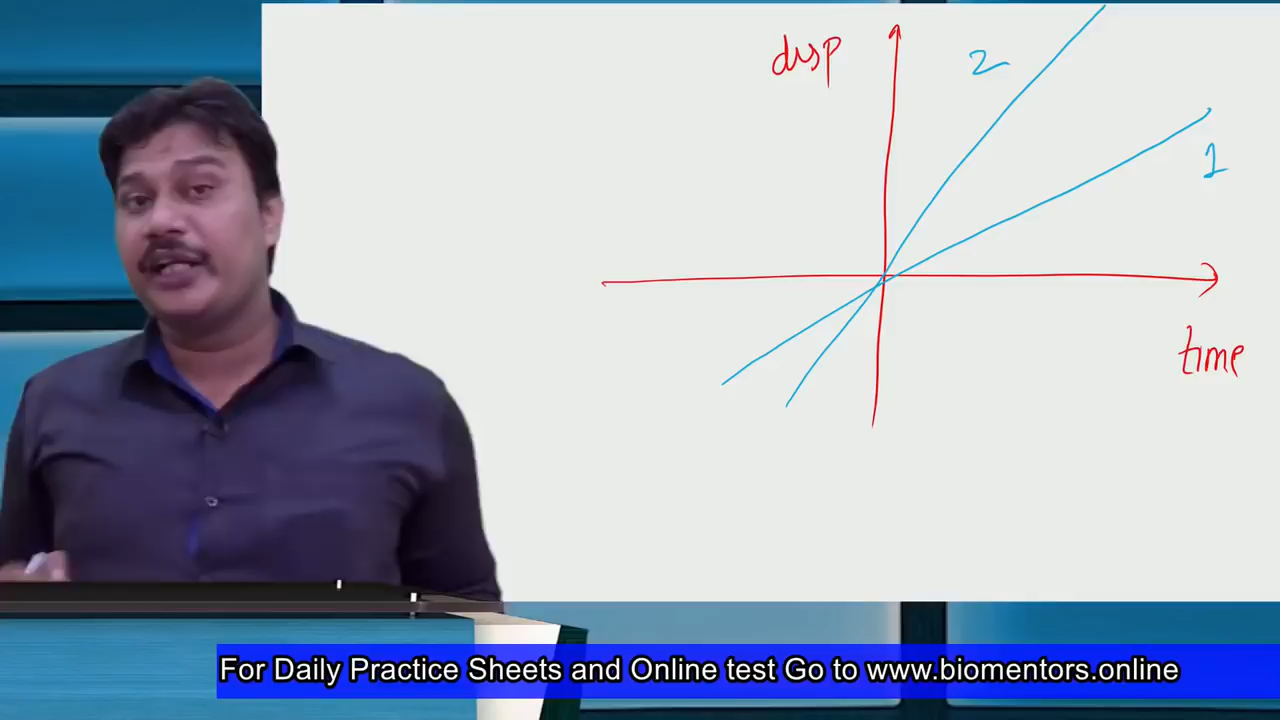 disp
2
1
time
For Daily Practice Sheets and Online test Go to www.biomentors.online